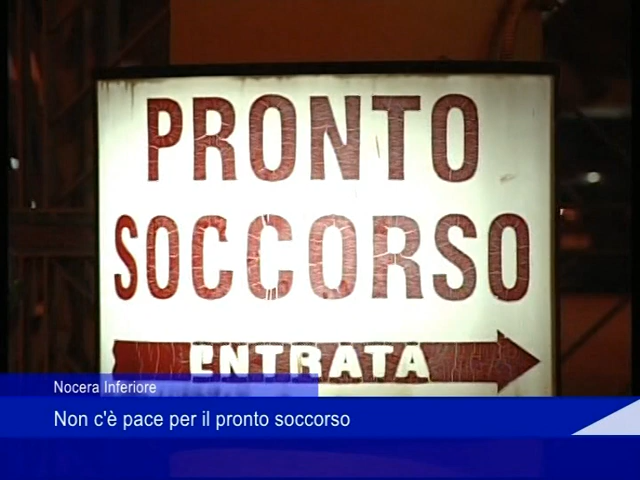 PRONTO
SOCCORSO
ENTRATA
Nocera Inferiore
Non c'è pace per il pronto soccorso